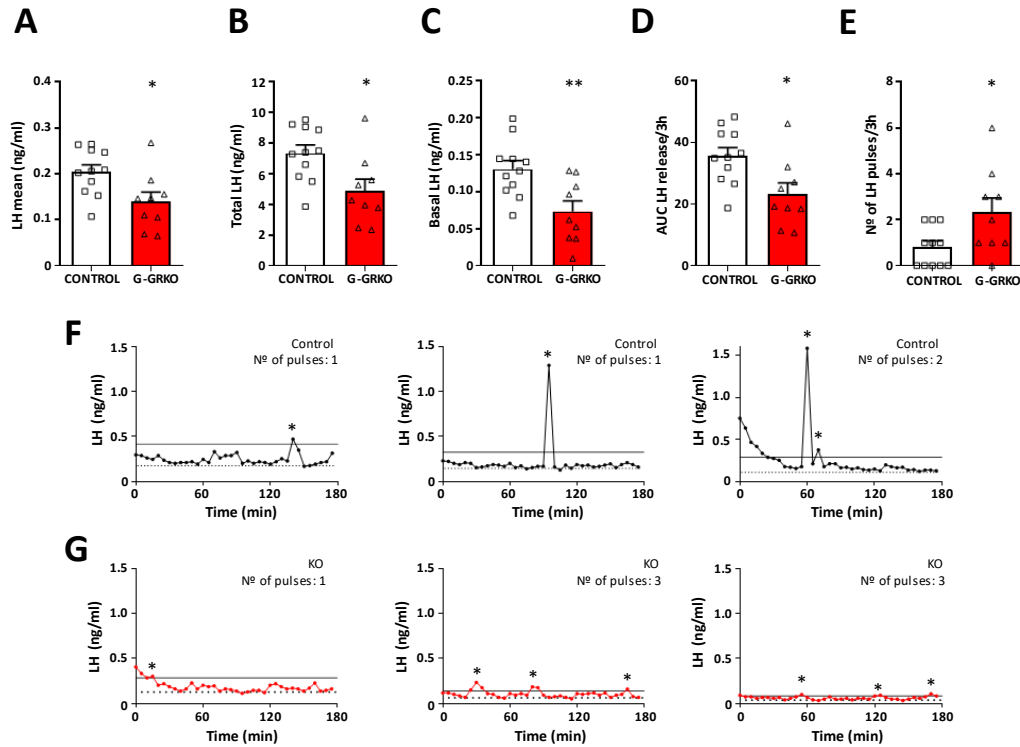 A
B
C
D
E
LH mean (ng/ml)
0.4
0.3
0.2
0.1
0.0
*
CONTROL G-GRKO
Total LH (ng/ml)
12
10
8
6
4
2
0
*
CONTROL G-GRKO
Basal LH (ng/ml)
0.25
0.20
0.15
0.10
0.05
0.00
**
CONTROL G-GRKO
AUC LH release/3h
60
40
20
0
*
CONTROL G-GRKO
Nº of LH pulses/3h
8
6
4
2
0
*
CONTROL G-GRKO
F
LH (ng/ml)
1.5
1.0
0.5
0
Control
Nº of pulses: 1
*
0 60 120 180
Time (min)
LH (ng/ml)
1.5
1.0
0.5
0
Control
Nº of pulses: 1
*
0 60 120 180
Time (min)
LH (ng/ml)
1.5
1.0
0.5
0
Control
Nº of pulses: 2
*
*
0 60 120 180
Time (min)
G
LH (ng/ml)
1.5
1.0
0.5
0
KO
Nº of pulses: 1
*
0 60 120 180
Time (min)
LH (ng/ml)
1.5
1.0
0.5
0
KO
Nº of pulses: 3
* * *
0 60 120 180
Time (min)
LH (ng/ml)
1.5
1.0
0.5
0
KO
Nº of pulses: 3
* * *
0 60 120 180
Time (min)